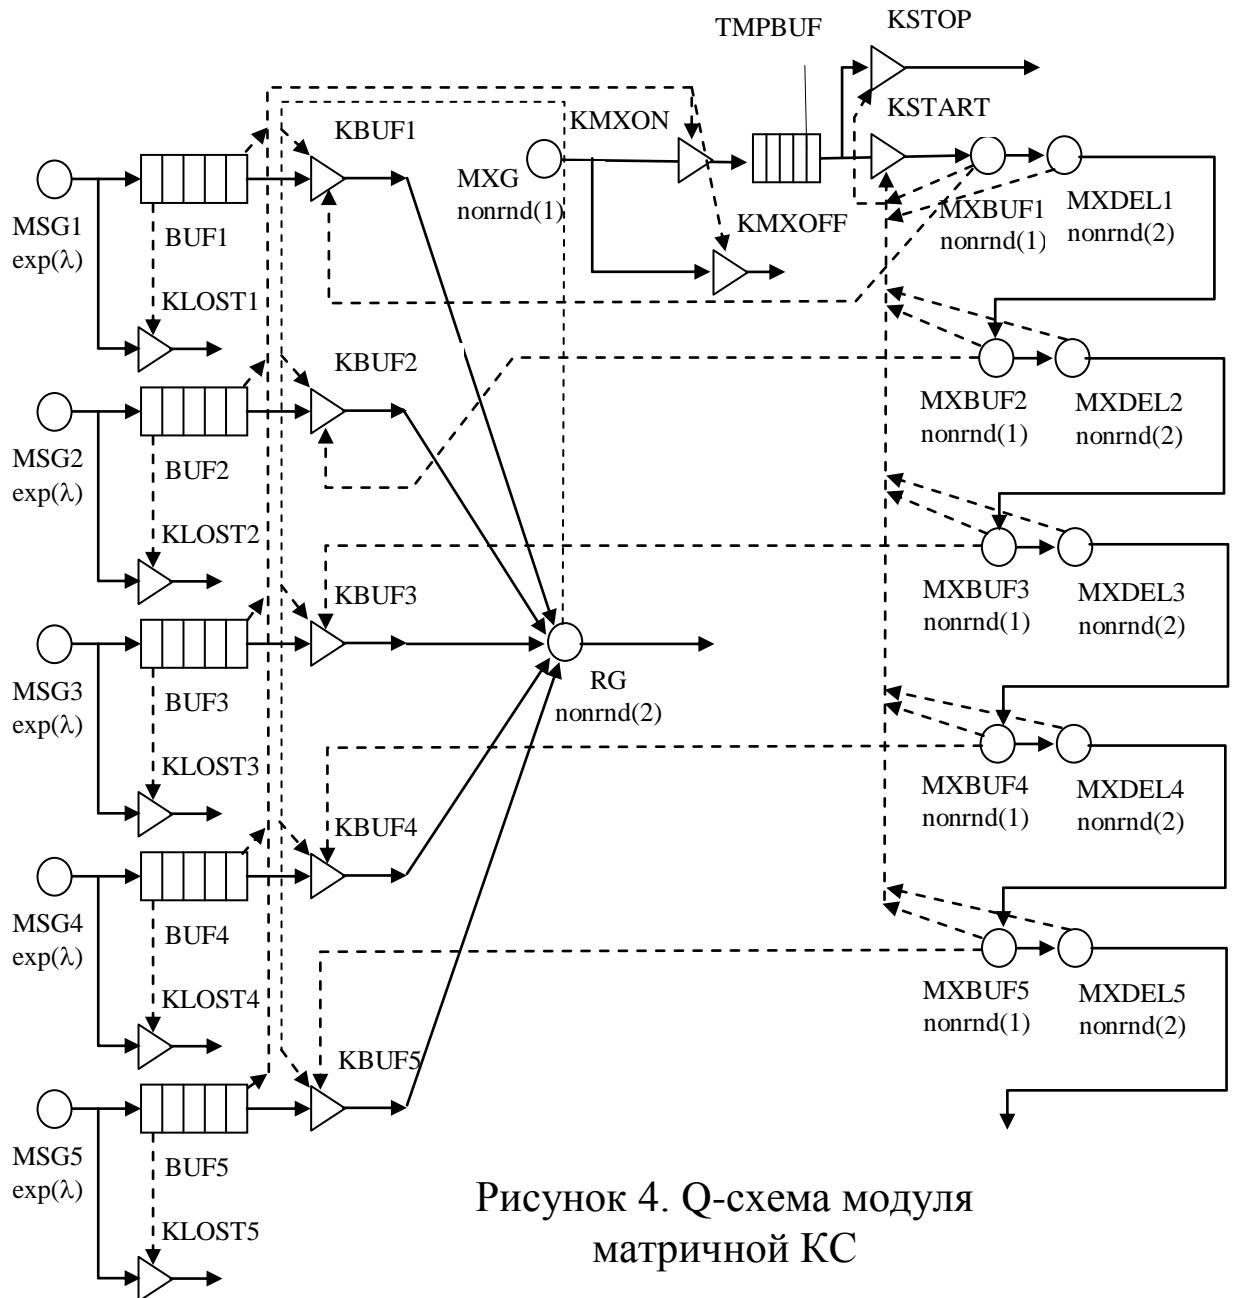 KSTOP
TMPBUF
KSTART
KMXON
KBUF1
MXG
nonrnd(1)
KMXOFF
MXBUF1
nonrnd(1)
MXDEL1
nonrnd(2)
MSG1
exp(λ)
BUF1
KLOST1
KBUF2
MXBUF2
nonrnd(1)
MXDEL2
nonrnd(2)
MSG2
exp(λ)
BUF2
KLOST2
KBUF3
MXBUF3
nonrnd(1)
MXDEL3
nonrnd(2)
MSG3
exp(λ)
BUF3
RG
nonrnd(2)
KLOST3
KBUF4
MXBUF4
nonrnd(1)
MXDEL4
nonrnd(2)
MSG4
exp(λ)
BUF4
KLOST4
KBUF5
MXBUF5
nonrnd(1)
MXDEL5
nonrnd(2)
MSG5
exp(λ)
BUF5
KLOST5
Рисунок 4. Q-схема модуля
матричной КС